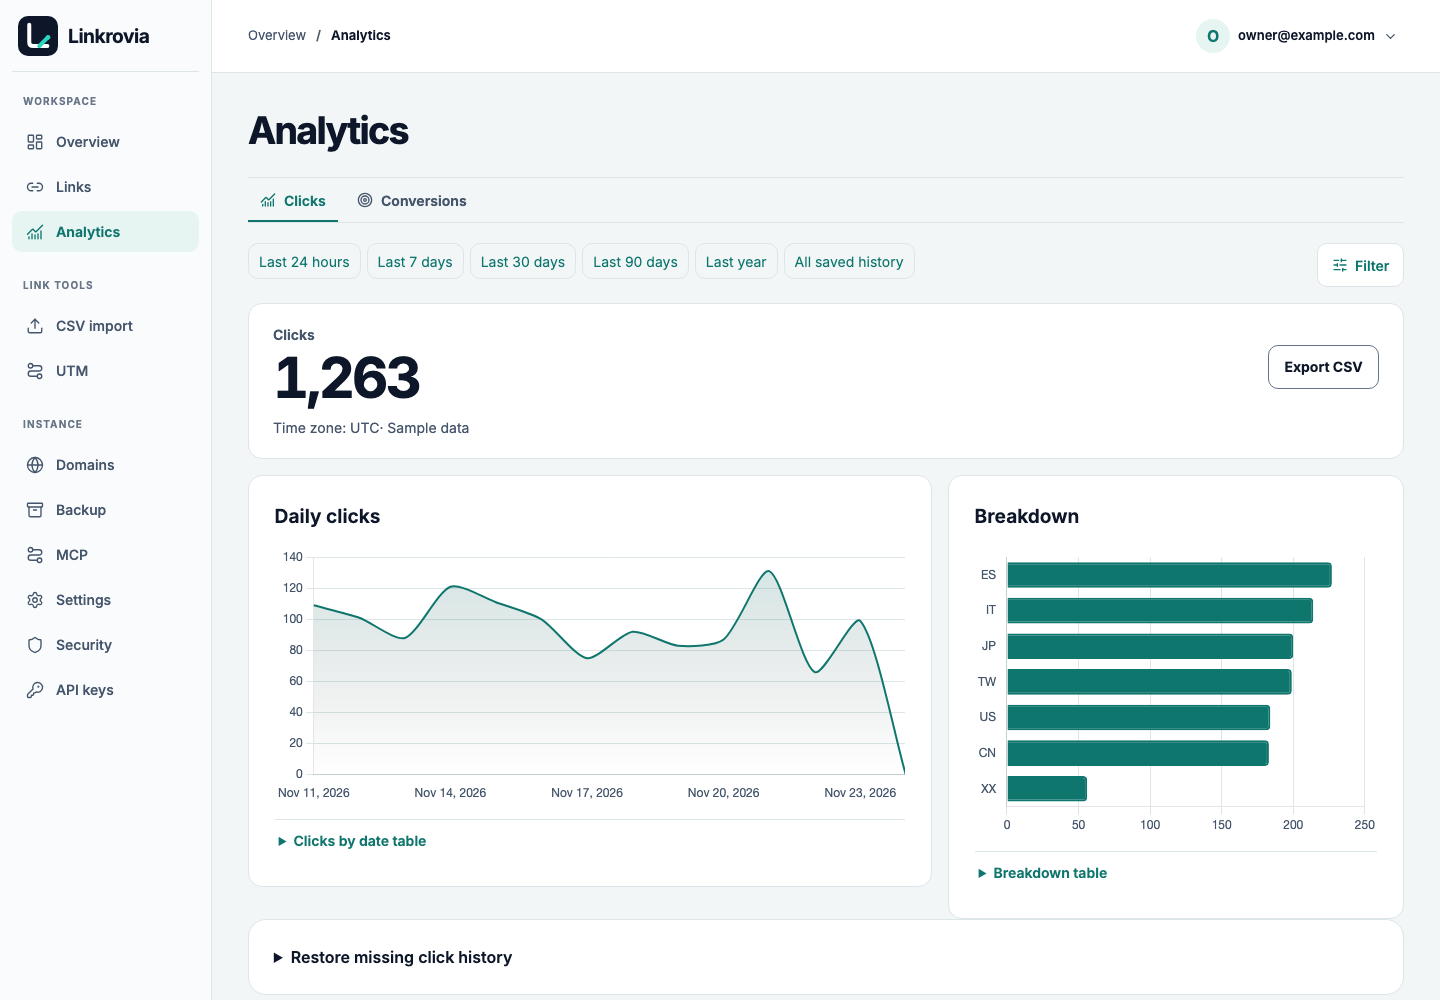 Linkrovia
Overview / Analytics
O owner@example.com
WORKSPACE
Overview
Links
Analytics
LINK TOOLS
CSV import
UTM
INSTANCE
Domains
Backup
MCP
Settings
Security
API keys
Analytics
Clicks Conversions
Last 24 hours Last 7 days Last 30 days Last 90 days Last year All saved history
Filter
Clicks
1,263
Time zone: UTC· Sample data
Export CSV
Daily clicks
140
120
100
80
60
40
20
0
Nov 11, 2026 Nov 14, 2026 Nov 17, 2026 Nov 20, 2026 Nov 23, 2026
Clicks by date table
Breakdown
ES
IT
JP
TW
US
CN
XX
0 50 100 150 200 250
Breakdown table
Restore missing click history